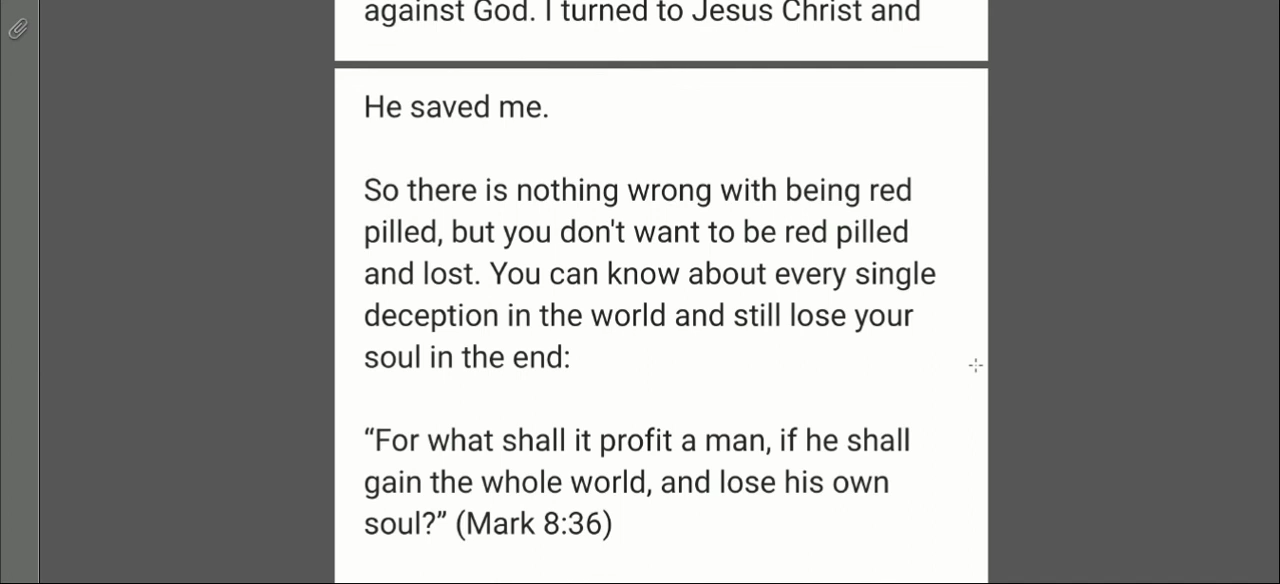 against God. I turned to Jesus Christ and
He saved me.
So there is nothing wrong with being red
pilled, but you don't want to be red pilled
and lost. You can know about every single
deception in the world and still lose your
soul in the end:
“For what shall it profit a man, if he shall
gain the whole world, and lose his own
soul?” (Mark 8:36)